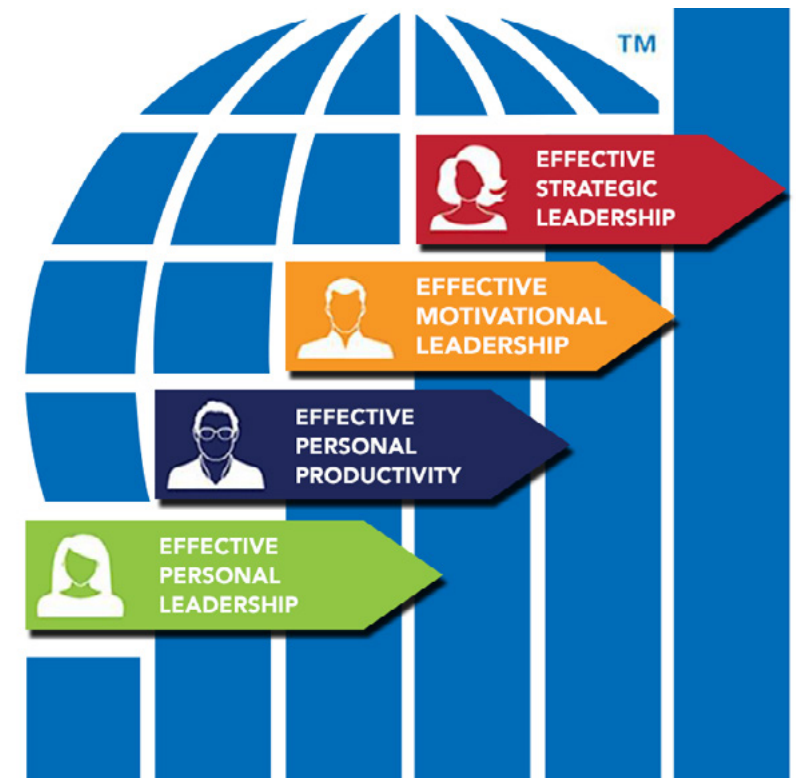 TM
EFFECTIVE
STRATEGIC
LEADERSHIP
EFFECTIVE
MOTIVATIONAL
LEADERSHIP
EFFECTIVE
PERSONAL
PRODUCTIVITY
EFFECTIVE
PERSONAL
LEADERSHIP